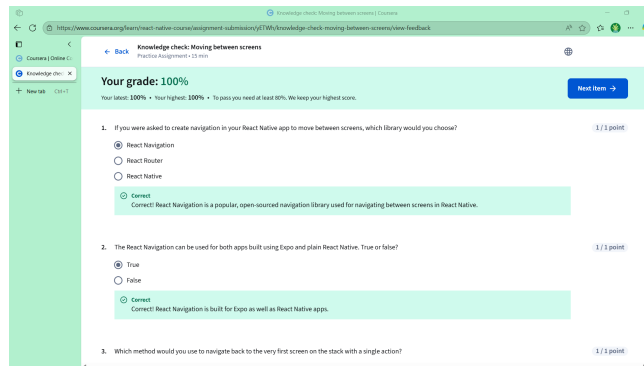 Knowledge check: Moving between screens | Coursera
https://www.coursera.org/learn/react-native-course/assignment-submission/yETWh/knowledge-check-moving-between-screens/view-feedback
Coursera | Online Co
Knowledge chec
New tab Ctrl+T
Back
Knowledge check: Moving between screens
Practice Assignment • 15 min
Your grade: 100%
Your latest: 100% • Your highest: 100% • To pass you need at least 80%. We keep your highest score.
Next item →
1. If you were asked to create navigation in your React Native app to move between screens, which library would you choose? 1 / 1 point
React Navigation
React Router
React Native
Correct
Correct! React Navigation is a popular, open-sourced navigation library used for navigating between screens in React Native.
2. The React Navigation can be used for both apps built using Expo and plain React Native. True or false? 1 / 1 point
True
False
Correct
Correct! React Navigation is built for Expo as well as React Native apps.
3. Which method would you use to navigate back to the very first screen on the stack with a single action? 1 / 1 point